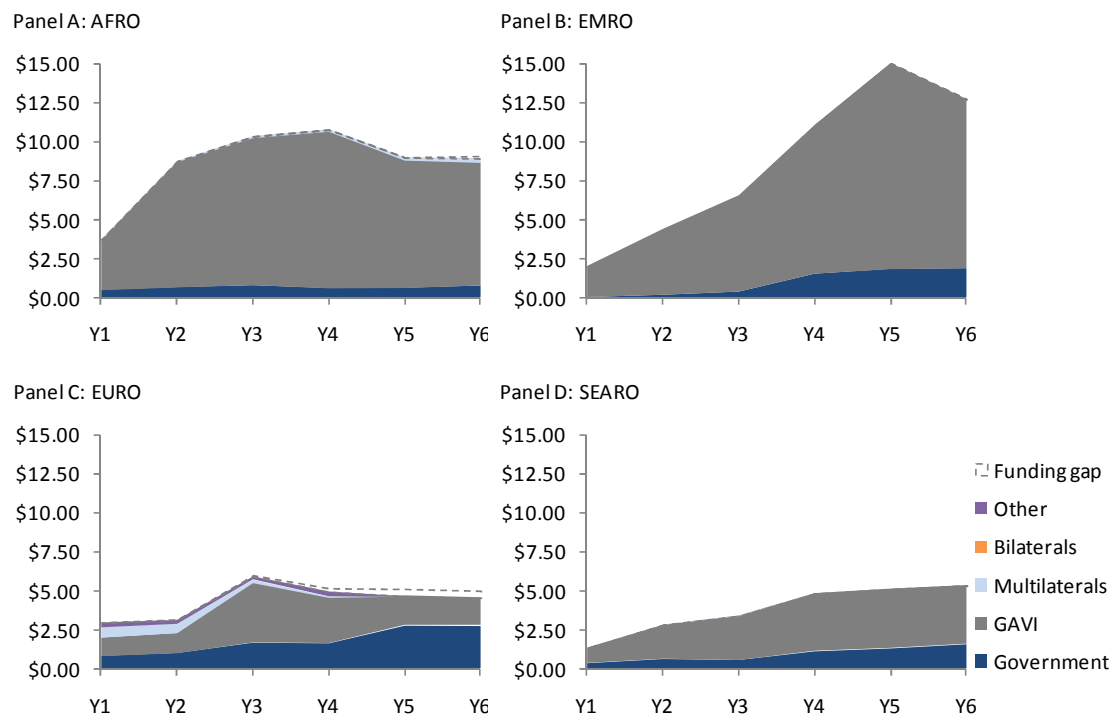 Panel A: AFRO
$15.00
$12.50
$10.00
$7.50
$5.00
$2.50
$0.00
Y1 Y2 Y3 Y4 Y5 Y6
Panel B: EMRO
$15.00
$12.50
$10.00
$7.50
$5.00
$2.50
$0.00
Y1 Y2 Y3 Y4 Y5 Y6
Panel C: EURO
$15.00
$12.50
$10.00
$7.50
$5.00
$2.50
$0.00
Y1 Y2 Y3 Y4 Y5 Y6
Panel D: SEARO
$15.00
$12.50
$10.00
$7.50
$5.00
$2.50
$0.00
Y1 Y2 Y3 Y4 Y5 Y6
Funding gap
Other
Bilaterals
Multilaterals
GAVI
Government